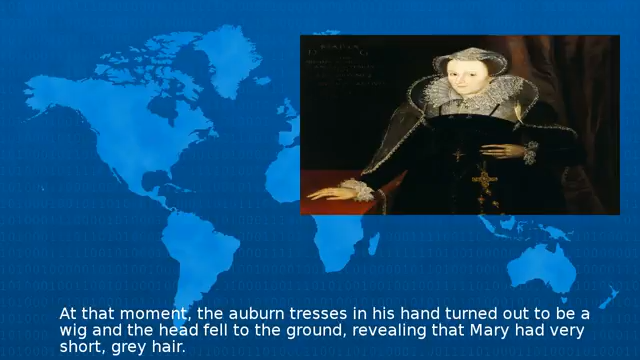 At that moment, the auburn tresses in his hand turned out to be a
wig and the head fell to the ground, revealing that Mary had very
short, grey hair.